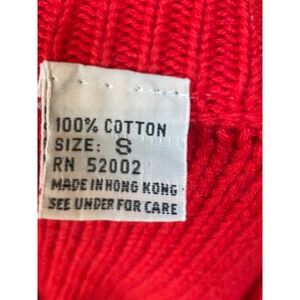 100% COTTON
SIZE: S
RN 52002
MADE IN HONG KONG
SEE UNDER FOR CARE